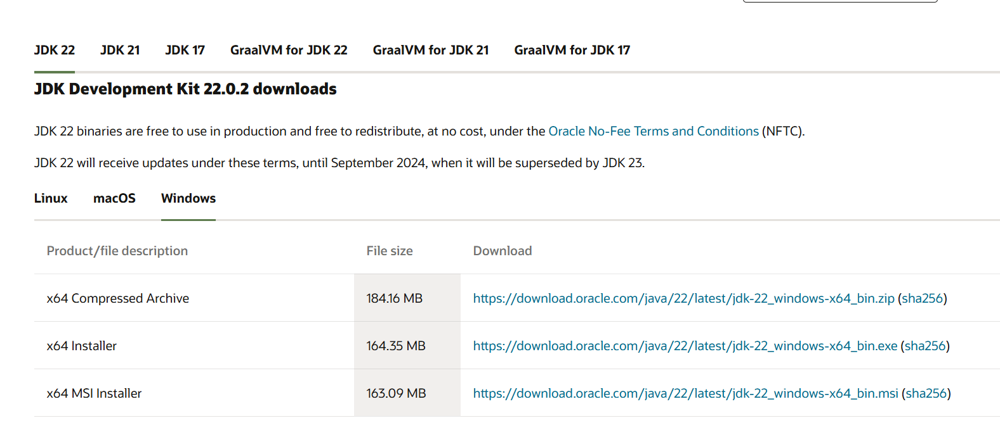 JDK 22 JDK 21 JDK 17 GraalVM for JDK 22 GraalVM for JDK 21 GraalVM for JDK 17
JDK Development Kit 22.0.2 downloads
JDK 22 binaries are free to use in production and free to redistribute, at no cost, under the Oracle No-Fee Terms and Conditions (NFTC).
JDK 22 will receive updates under these terms, until September 2024, when it will be superseded by JDK 23.
Linux macOS Windows
Product/file description File size Download
x64 Compressed Archive 184.16 MB https://download.oracle.com/java/22/latest/jdk-22_windows-x64_bin.zip (sha256)
x64 Installer 164.35 MB https://download.oracle.com/java/22/latest/jdk-22_windows-x64_bin.exe (sha256)
x64 MSI Installer 163.09 MB https://download.oracle.com/java/22/latest/jdk-22_windows-x64_bin.msi (sha256)